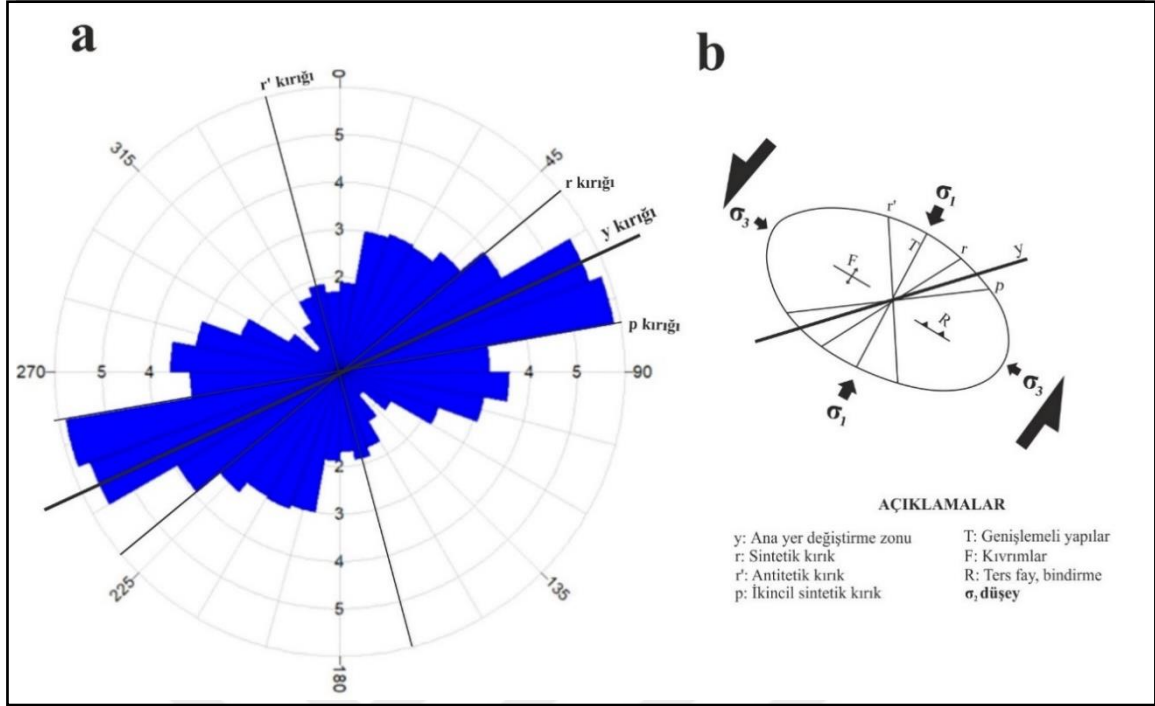 a
r' kırığı
0
315
45
5
r kırığı
4
y kırığı
3
2
p kırığı
270
5
4
4
5
90
2
3
225
4
135
5
180
b
σ1
σ3
r'
T
r
y
F
p
R
σ3
σ1
AÇIKLAMALAR
y: Ana yer değiştirme zonu
r: Sintetik kırık
r': Antitetik kırık
p: İkincil sintetik kırık
T: Genişlemeli yapılar
F: Kıvrımlar
R: Ters fay, bindirme
σ2 düşey